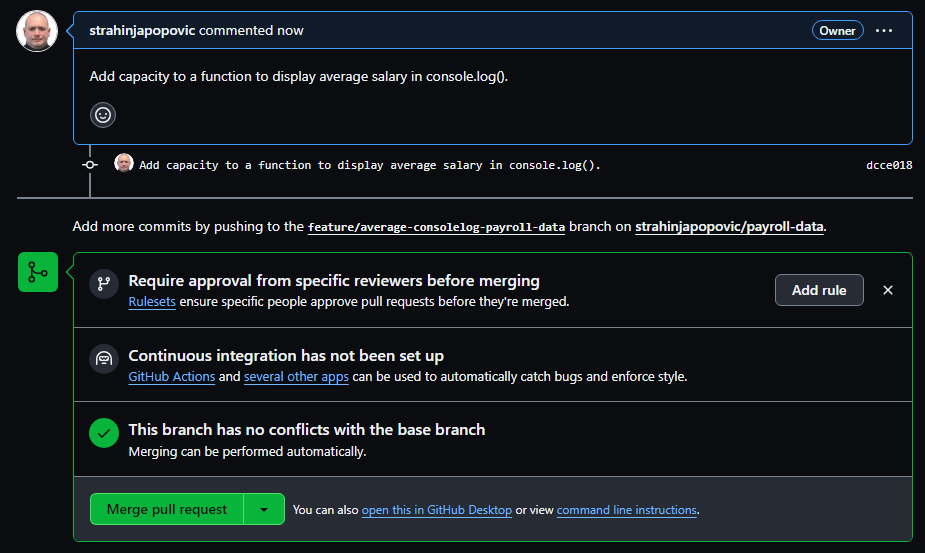 strahinjapopovic commented now
Owner
Add capacity to a function to display average salary in console.log().
Add capacity to a function to display average salary in console.log().
dcce018
Add more commits by pushing to the feature/average-consolelog-payroll-data branch on strahinjapopovic/payroll-data.
Require approval from specific reviewers before merging
Rulesets ensure specific people approve pull requests before they're merged.
Add rule
Continuous integration has not been set up
GitHub Actions and several other apps can be used to automatically catch bugs and enforce style.
This branch has no conflicts with the base branch
Merging can be performed automatically.
Merge pull request
You can also open this in GitHub Desktop or view command line instructions.